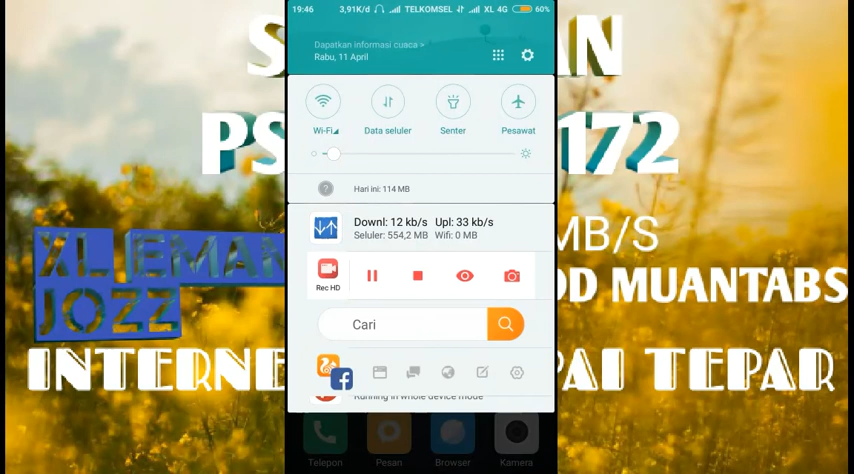 19:46 3,91K/d TELKOMSEL XL 4G 60%
Dapatkan informasi cuaca >
Rabu, 11 April
Wi-Fi
Data seluler
Senter
Pesawat
Hari ini: 114 MB
Downl: 12 kb/s Upl: 33 kb/s
Seluler: 554,2 MB Wifi: 0 MB
Rec HD
Cari
Running in whole device mode
Telepon
Pesan
Browser
Kamera
S AN
PS 172
MB/S
XL EMAN
JOZZ
OD MUANTABS
INTERNE PAI TEPAR